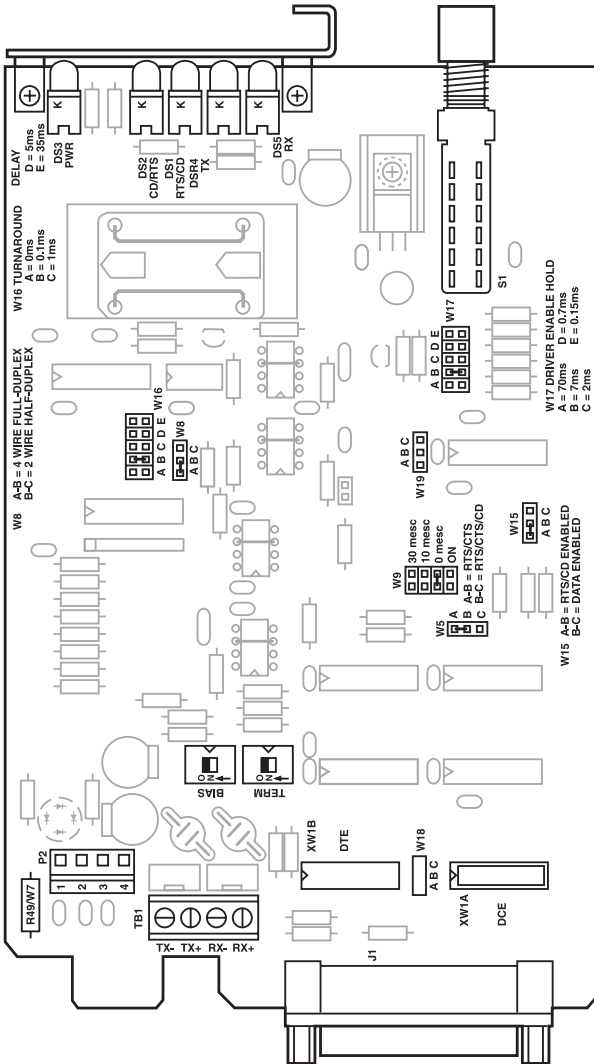 DELAY
D = 5ms
E = 35ms
K
DS3
PWR
K
DS2
CD/RTS
K
DS1
RTS/CD
K
DSR4
TX
K
DS5
RX
W16 TURNAROUND
A = 0ms
B = 0.1ms
C = 1ms
S1
W17
A B C D E
W17 DRIVER ENABLE HOLD
A = 70ms
B = 7ms
C = 2ms
D = 0.7ms
E = 0.15ms
W8
A-B = 4 WIRE FULL-DUPLEX
B-C = 2 WIRE HALF-DUPLEX
W16
A B C D E
W8
A B C
A B C
W19
W9
30 mesc
10 mesc
0 mesc
ON
W5
A
B
C
A-B = RTS/CTS
B-C = RTS/CTS/CD
W15
A B C
W15
A-B = RTS/CD ENABLED
B-C = DATA ENABLED
ON
BIAS
ON
TERM
R49/W7
P2
1
2
3
4
TB1
TX-
TX+
RX-
RX+
XW1B
DTE
W18
A B C
XW1A
DCE
J1